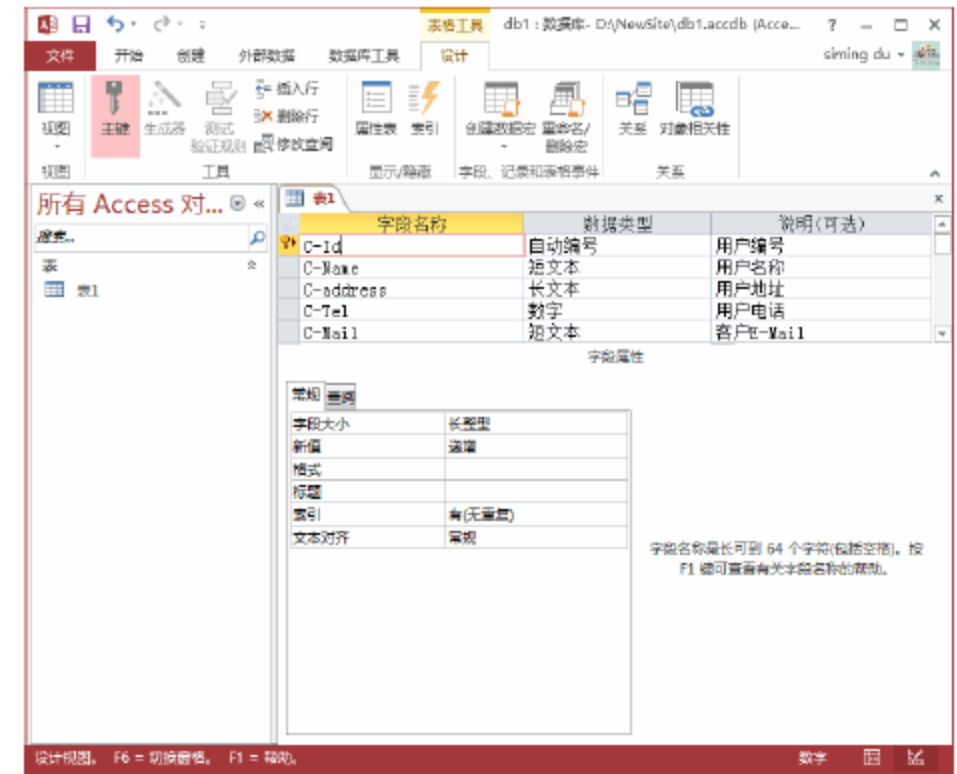 表格工具 db1 : 数据库- D:\NewSite\db1.accdb (Acce... ?
文件 开始 创建 外部数据 数据库工具 设计 siming du
视图 主键 生成器 测试 验证规则 插入行 删除行 修改查阅 属性表 索引 创建数据宏 重命名/ 删除宏 关系 对象相关性
视图 工具 显示/隐藏 字段、记录和表格事件 关系
所有 Access 对... «
搜索...
表
表1
表1
字段名称 数据类型 说明(可选)
C-Id 自动编号 用户编号
C-Name 短文本 用户名称
C-address 长文本 用户地址
C-Tel 数字 用户电话
C-Mail 短文本 客户E-Mail
字段属性
常规 查阅
字段大小 长整型
新值 递增
格式
标题
索引 有(无重复)
文本对齐 常规
字段名称最长可到 64 个字符(包括空格)。按
F1 键可查看有关字段名称的帮助。
设计视图。 F6 = 切换窗格。 F1 = 帮助。 数字